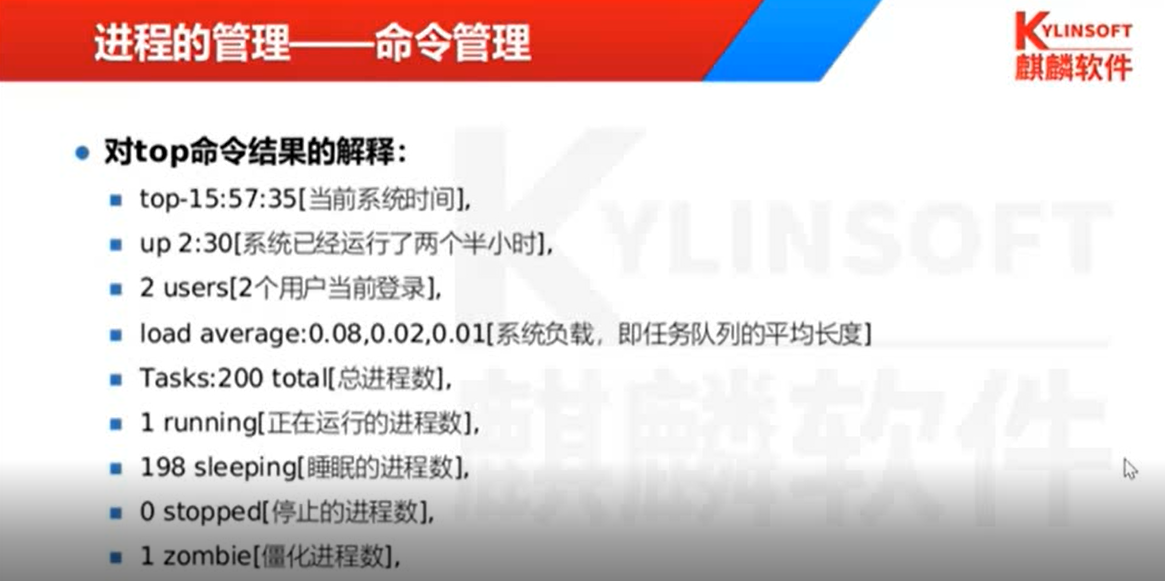 进程的管理——命令管理
KYLINSOFT
麒麟软件
对top命令结果的解释：
top-15:57:35[当前系统时间],
up 2:30[系统已经运行了两个半小时],
2 users[2个用户当前登录],
load average:0.08,0.02,0.01[系统负载，即任务队列的平均长度]
Tasks:200 total[总进程数],
1 running[正在运行的进程数],
198 sleeping[睡眠的进程数],
0 stopped[停止的进程数],
1 zombie[僵化进程数],
KYLINSOFT
麒麟软件